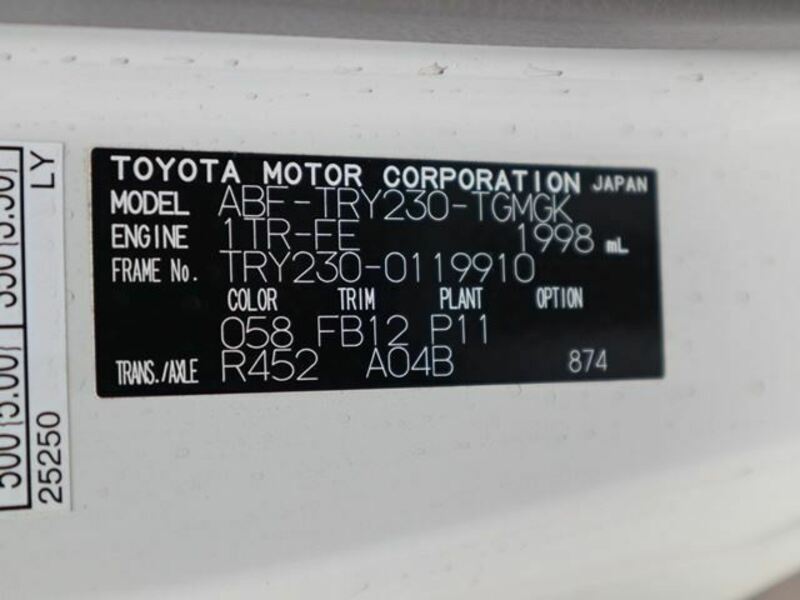 TOYOTA MOTOR CORPORATION JAPAN
MODEL ABF-TRY230-TGMGK
ENGINE 1TR-FE 1998 mL
FRAME No. TRY230-0119910
COLOR TRIM PLANT OPTION
058 FB12 P11
TRANS./AXLE R452 A04B 874
LY
25250